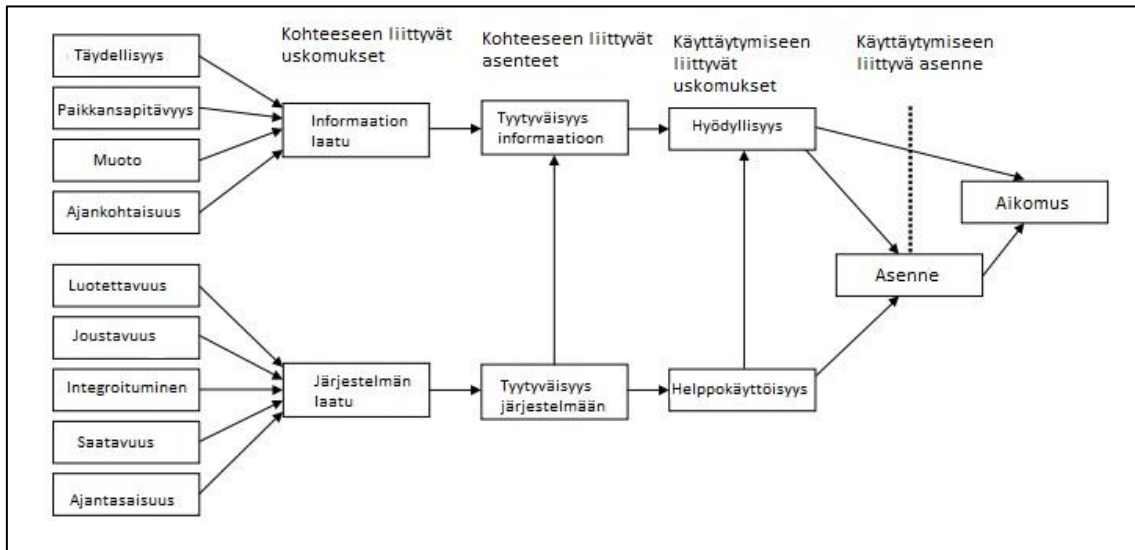 Kohteeseen liittyvät
uskomukset
Kohteeseen liittyvät
asenteet
Käyttäytymiseen
liittyvät
uskomukset
Käyttäytymiseen
liittyvä asenne
Täydellisyys
Paikkansapitävyys
Muoto
Ajankohtaisuus
Informaation
laatu
Tyytyväisyys
informaatioon
Hyödyllisyys
Aikomus
Asenne
Luotettavuus
Joustavuus
Integroituminen
Saatavuus
Ajantasaisuus
Järjestelmän
laatu
Tyytyväisyys
järjestelmään
Helppokäyttöisyys